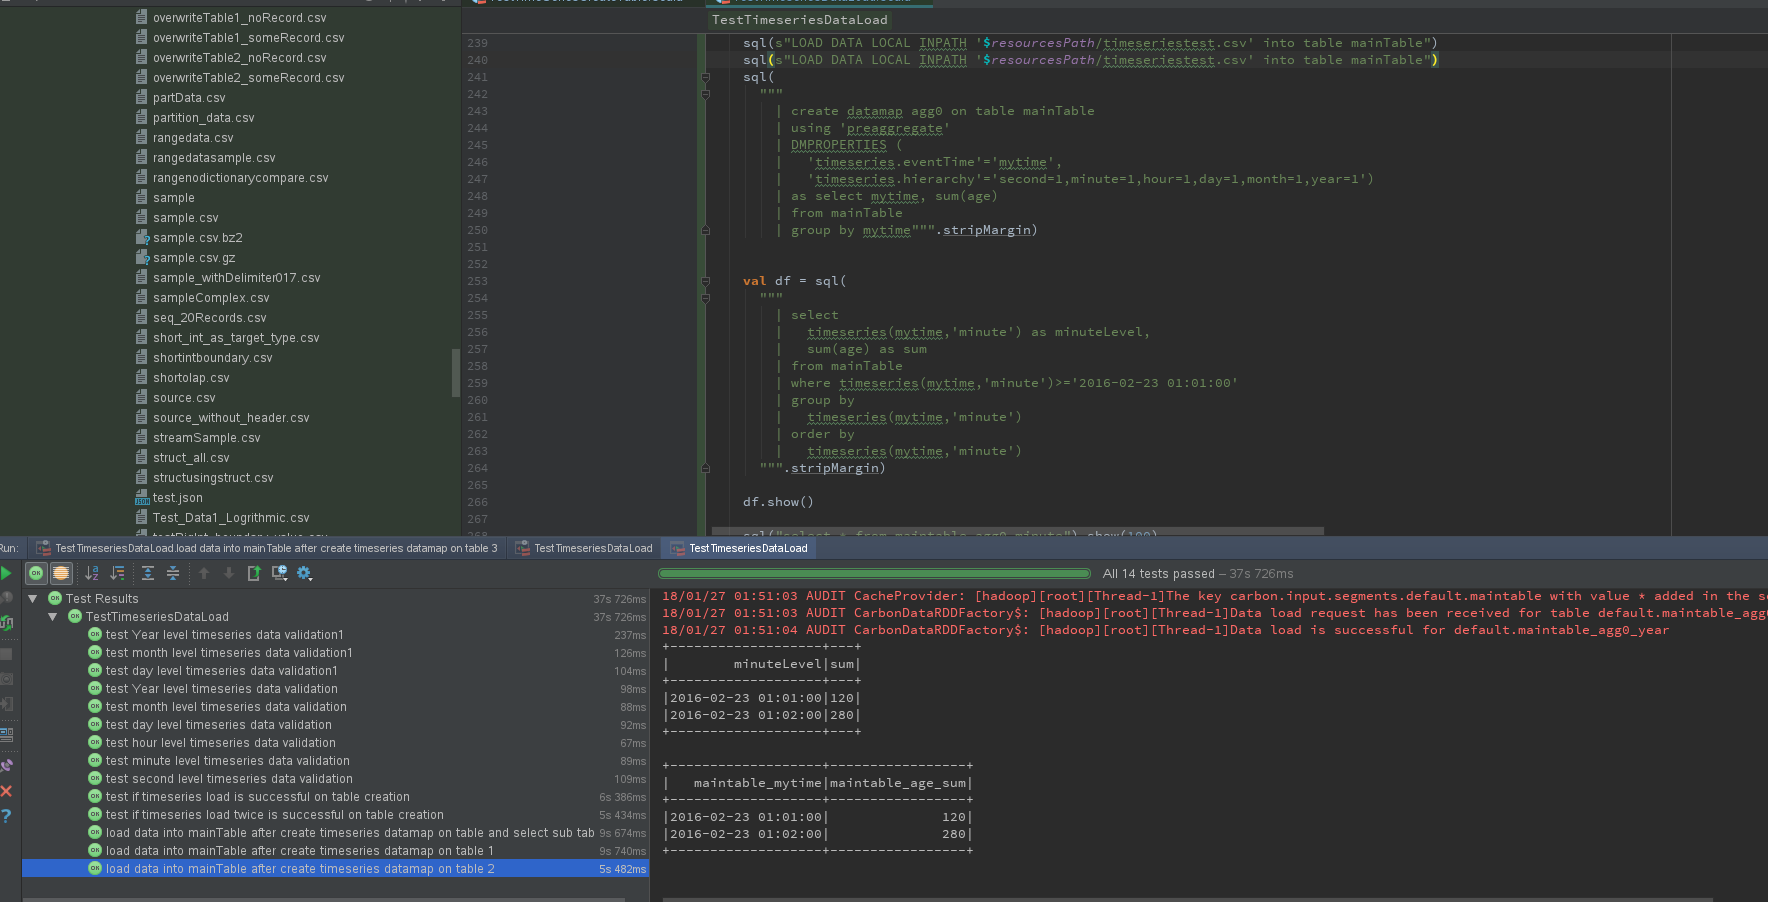 overwriteTable1_noRecord.csv
overwriteTable1_someRecord.csv
overwriteTable2_noRecord.csv
overwriteTable2_someRecord.csv
partData.csv
partition_data.csv
rangedata.csv
rangedatasample.csv
rangenodictionarycompare.csv
sample
sample.csv
sample.csv.bz2
sample.csv.gz
sample_withDelimiter017.csv
sampleComplex.csv
seq_20Records.csv
short_int_as_target_type.csv
shortintboundary.csv
shortolap.csv
source.csv
source_without_header.csv
streamSample.csv
struct_all.csv
structusingstruct.csv
test.json
Test_Data1_Logrithmic.csv
TestTimeseriesDataLoad
239 sql(s"LOAD DATA LOCAL INPATH '$resourcesPath/timeseriestest.csv' into table mainTable")
240 sql(s"LOAD DATA LOCAL INPATH '$resourcesPath/timeseriestest.csv' into table mainTable")
241 sql(
242 """
243 | create datamap agg0 on table mainTable
244 | using 'preaggregate'
245 | DMPROPERTIES (
246 | 'timeseries.eventTime'='mytime',
247 | 'timeseries.hierarchy'='second=1,minute=1,hour=1,day=1,month=1,year=1')
248 | as select mytime, sum(age)
249 | from mainTable
250 | group by mytime""".stripMargin)
251
252
253 val df = sql(
254 """
255 | select
256 | timeseries(mytime,'minute') as minuteLevel,
257 | sum(age) as sum
258 | from mainTable
259 | where timeseries(mytime,'minute')>='2016-02-23 01:01:00'
260 | group by
261 | timeseries(mytime,'minute')
262 | order by
263 | timeseries(mytime,'minute')
264 """.stripMargin)
265
266 df.show()
267
Run: TestTimeseriesDataLoad.load data into mainTable after create timeseries datamap on table 3 TestTimeseriesDataLoad TestTimeseriesDataLoad
All 14 tests passed – 37s 726ms
Test Results 37s 726ms
TestTimeseriesDataLoad 37s 726ms
test Year level timeseries data validation1 237ms
test month level timeseries data validation1 126ms
test day level timeseries data validation1 104ms
test Year level timeseries data validation 98ms
test month level timeseries data validation 88ms
test day level timeseries data validation 92ms
test hour level timeseries data validation 67ms
test minute level timeseries data validation 89ms
test second level timeseries data validation 109ms
test if timeseries load is successful on table creation 6s 386ms
test if timeseries load twice is successful on table creation 5s 434ms
load data into mainTable after create timeseries datamap on table and select sub tab 9s 674ms
load data into mainTable after create timeseries datamap on table 1 9s 740ms
load data into mainTable after create timeseries datamap on table 2 5s 482ms
18/01/27 01:51:03 AUDIT CacheProvider: [hadoop][root][Thread-1]The key carbon.input.segments.default.maintable with value * added in the se
18/01/27 01:51:03 AUDIT CarbonDataRDDFactory$: [hadoop][root][Thread-1]Data load request has been received for table default.maintable_agg0
18/01/27 01:51:04 AUDIT CarbonDataRDDFactory$: [hadoop][root][Thread-1]Data load is successful for default.maintable_agg0_year
+-------------------+---+
| minuteLevel|sum|
+-------------------+---+
|2016-02-23 01:01:00|120|
|2016-02-23 01:02:00|280|
+-------------------+---+
+-------------------+-----------------+
| maintable_mytime|maintable_age_sum|
+-------------------+-----------------+
|2016-02-23 01:01:00| 120|
|2016-02-23 01:02:00| 280|
+-------------------+-----------------+